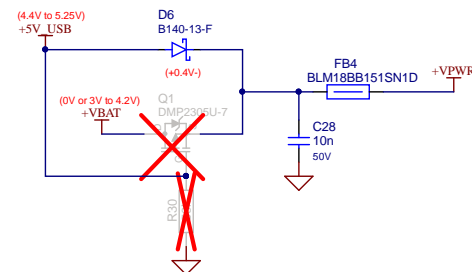 (4.4V to 5.25V)
+5V_USB
D6
B140-13-F
(+0.4V-)
FB4
BLM18BB151SN1D
+VPWR
(0V or 3V to 4.2V)
+VBAT
Q1
DMP2305U-7
C28
10n
50V
R30